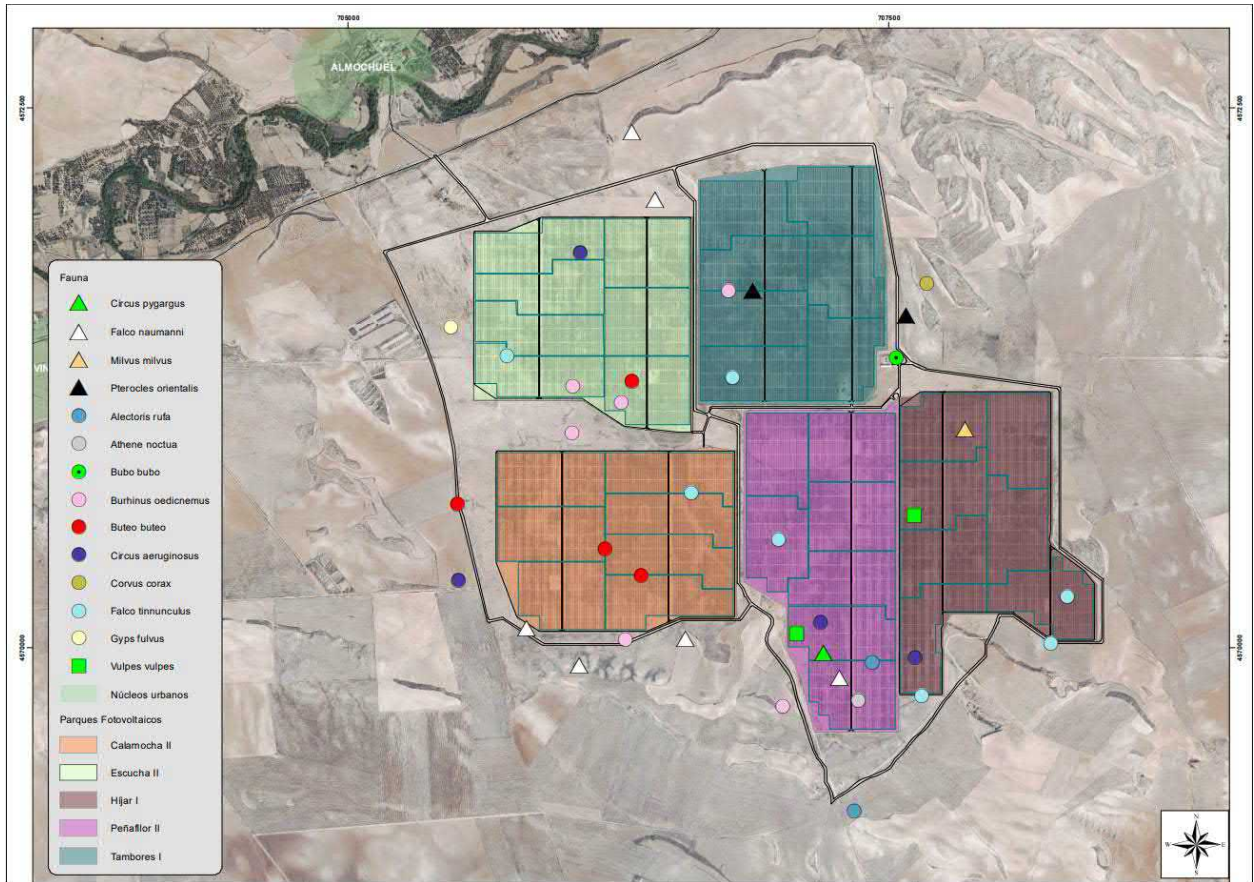 705000
707500
ALMOCHUEL
4572500
4572500
VIN
Fauna
Circus pygargus
Falco naumanni
Milvus milvus
Pterocles orientalis
Alectoris rufa
Athene noctua
Bubo bubo
Burhinus oedicnemus
Buteo buteo
Circus aeruginosus
Corvus corax
Falco tinnunculus
Gyps fulvus
Vulpes vulpes
Núcleos urbanos
Parques Fotovoltaicos
Calamocha II
Escucha II
Híjar I
Peñaflor II
Tambores I
4570000
4570000
N
W
E
S